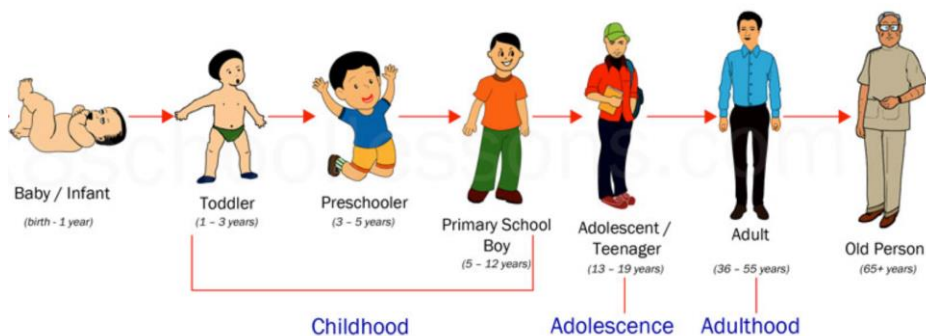 Baby / Infant
(birth - 1 year)
Toddler
(1 – 3 years)
Preschooler
(3 – 5 years)
Primary School
Boy
(5 – 12 years)
Adolescent /
Teenager
(13 – 19 years)
Adult
(36 – 55 years)
Old Person
(65+ years)
Childhood
Adolescence
Adulthood